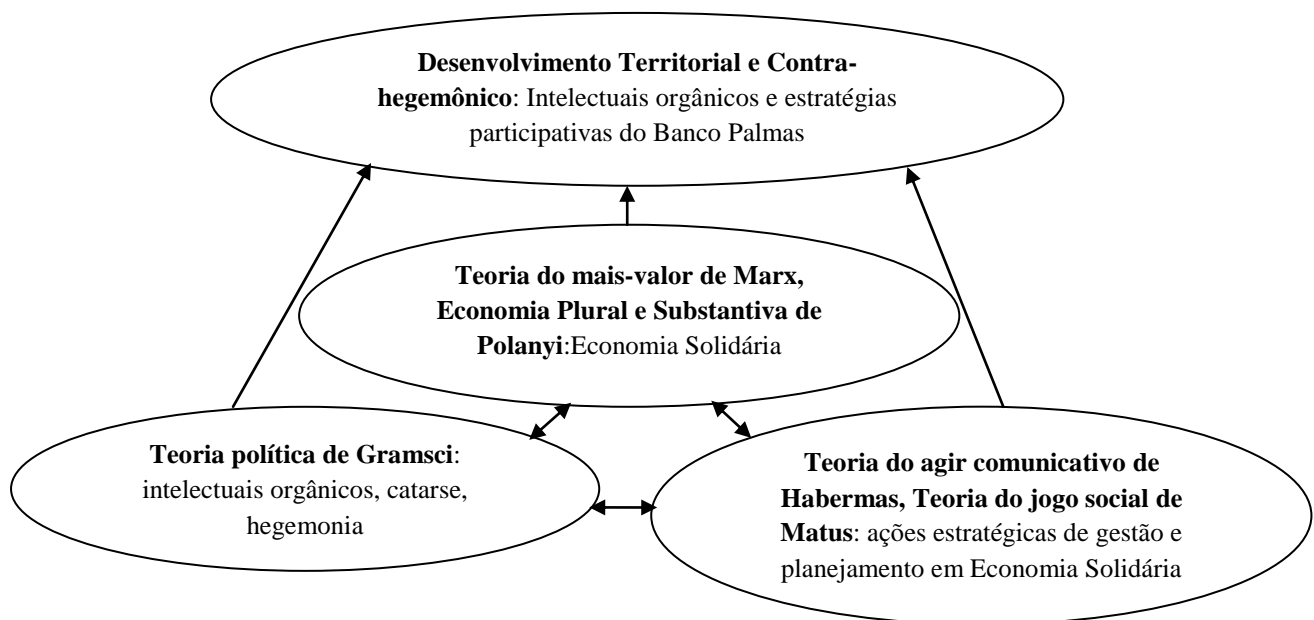 Desenvolvimento Territorial e Contra-
hegemônico: Intelectuais orgânicos e estratégias
participativas do Banco Palmas
Teoria do mais-valor de Marx,
Economia Plural e Substantiva de
Polanyi:Economia Solidária
Teoria política de Gramsci:
intelectuais orgânicos, catarse,
hegemonia
Teoria do agir comunicativo de
Habermas, Teoria do jogo social de
Matus: ações estratégicas de gestão e
planejamento em Economia Solidária